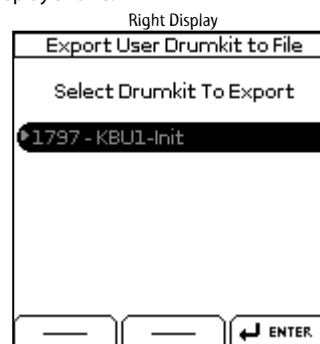 Right Display
Export User Drumkit to File
Select Drumkit To Export
1797 - KBU1-Init
ENTER